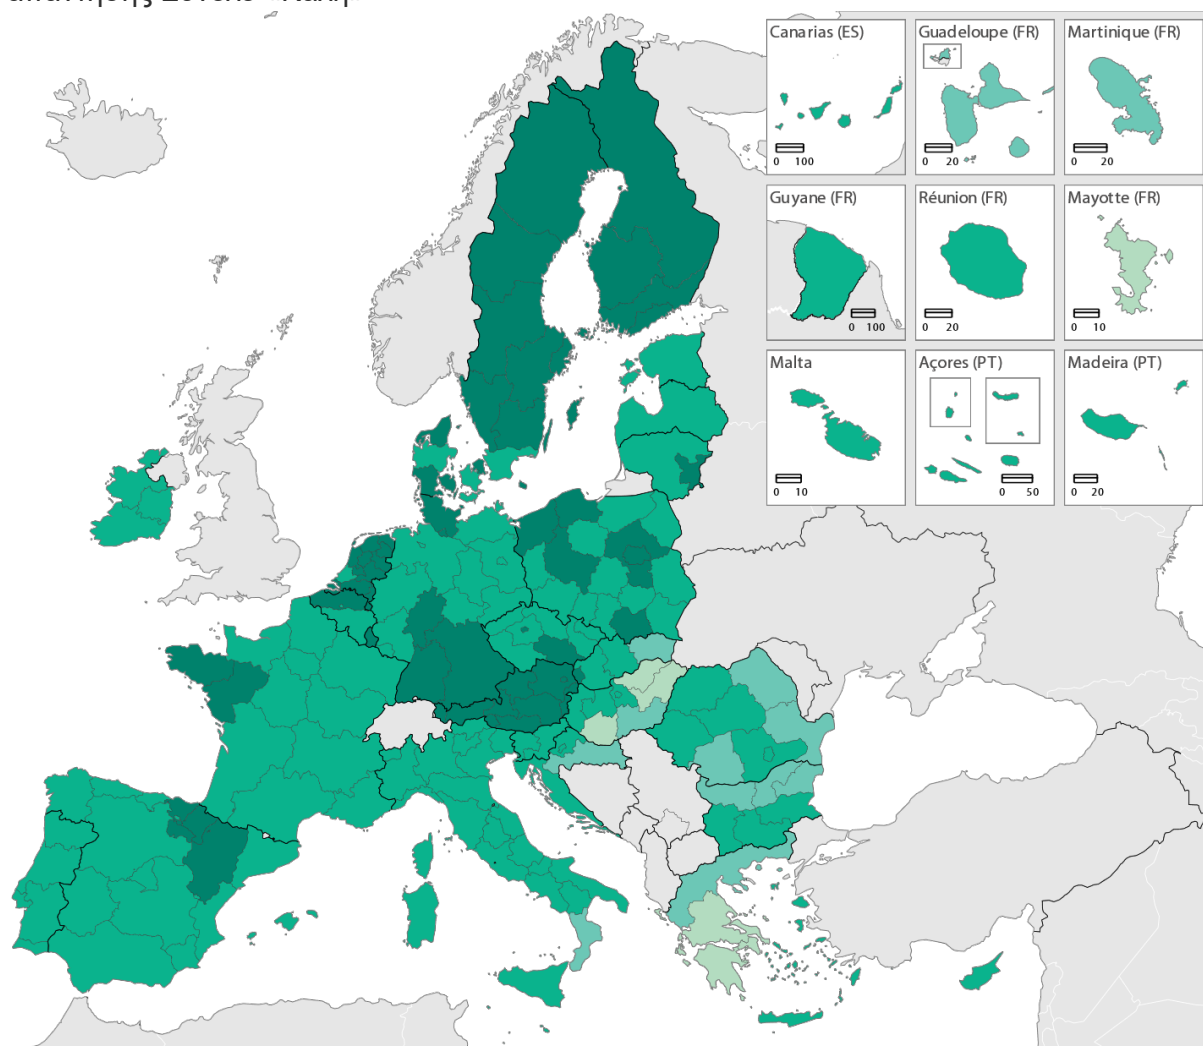 Canarias (ES)
0 100
Guadeloupe (FR)
0 20
Martinique (FR)
0 20
Guyane (FR)
0 100
Réunion (FR)
0 20
Mayotte (FR)
0 10
Malta
0 10
Açores (PT)
0 50
Madeira (PT)
0 20